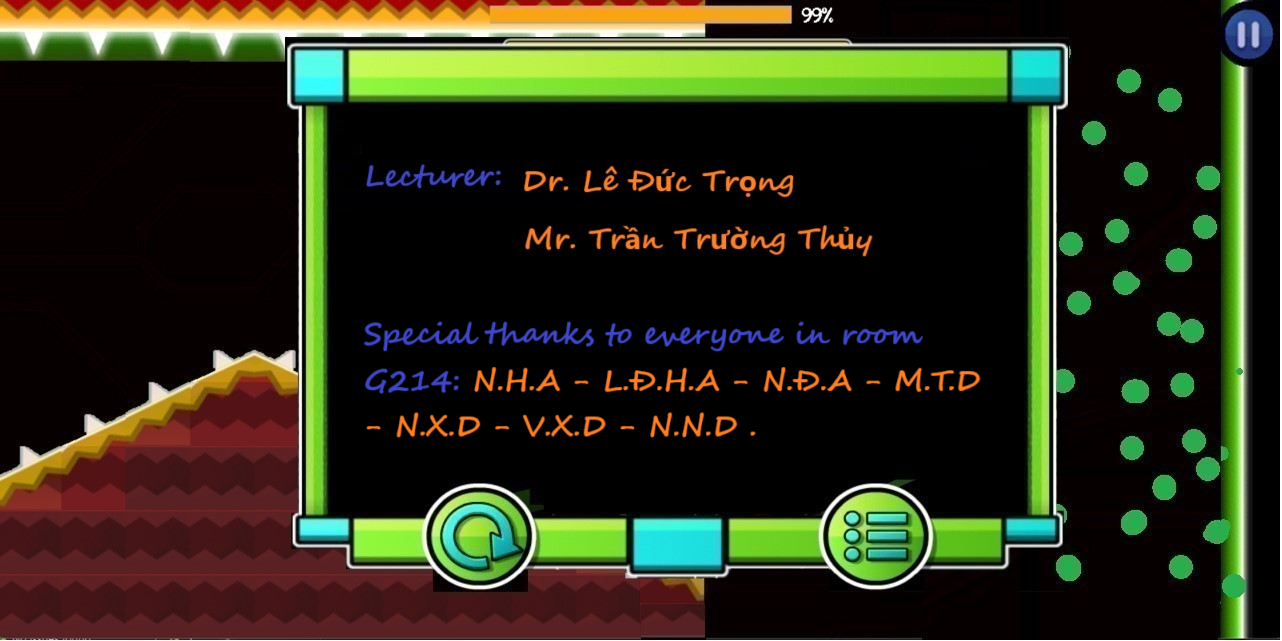 99%
Lecturer: Dr. Lê Đức Trọng
Mr. Trần Trường Thủy
Special thanks to everyone in room
G214: N.H.A - L.Đ.H.A - N.Đ.A - M.T.D
- N.X.D - V.X.D - N.N.D .